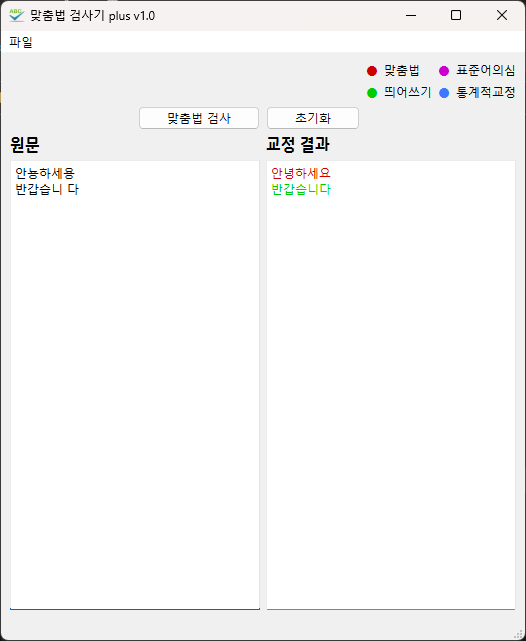 ABC
맞춤법 검사기 plus v1.0
파일
맞춤법
표준어의심
띄어쓰기
통계적교정
맞춤법 검사
초기화
원문
교정 결과
안능하세용
반갑습니 다
안녕하세요
반갑습니다